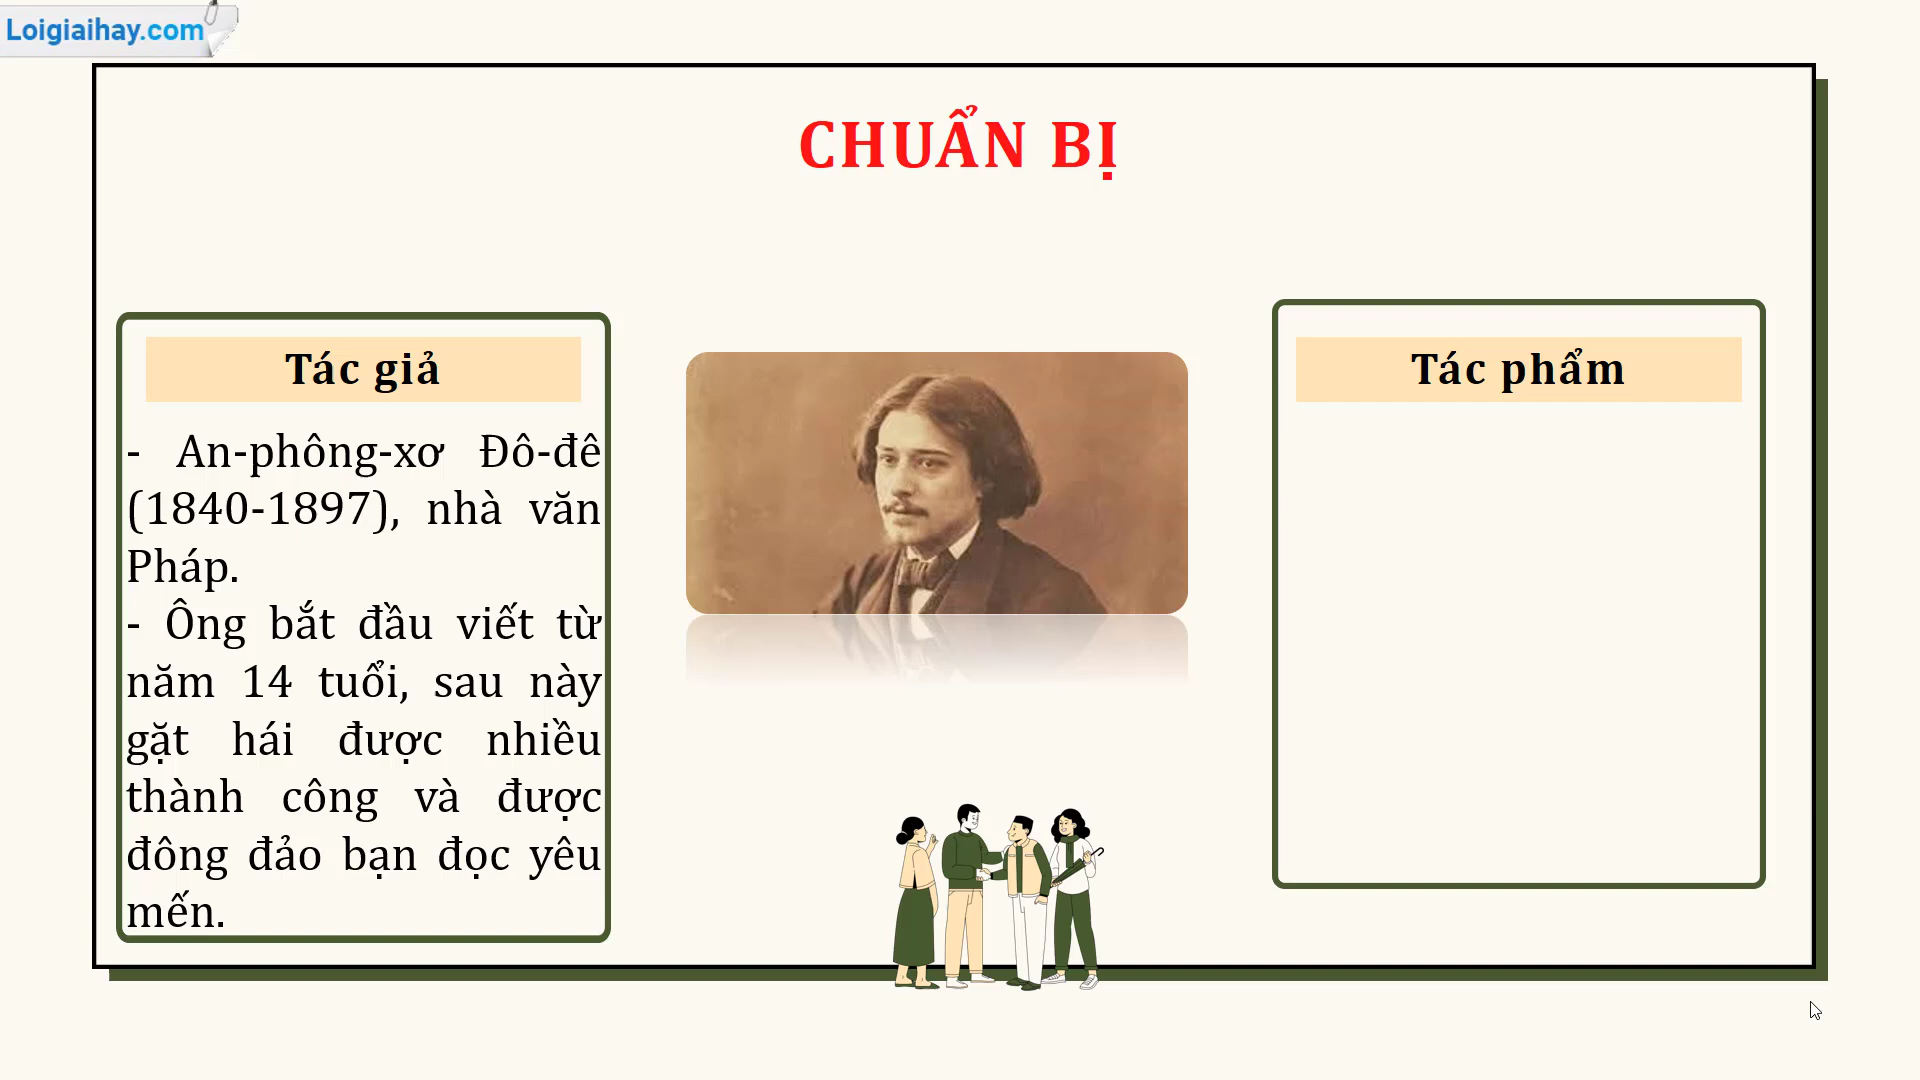 Loigiaihay.com
CHUẨN BỊ
Tác giả
- An-phông-xơ Đô-đê
(1840-1897), nhà văn
Pháp.
- Ông bắt đầu viết từ
năm 14 tuổi, sau này
gặt hái được nhiều
thành công và được
đông đảo bạn đọc yêu
mến.
Tác phẩm